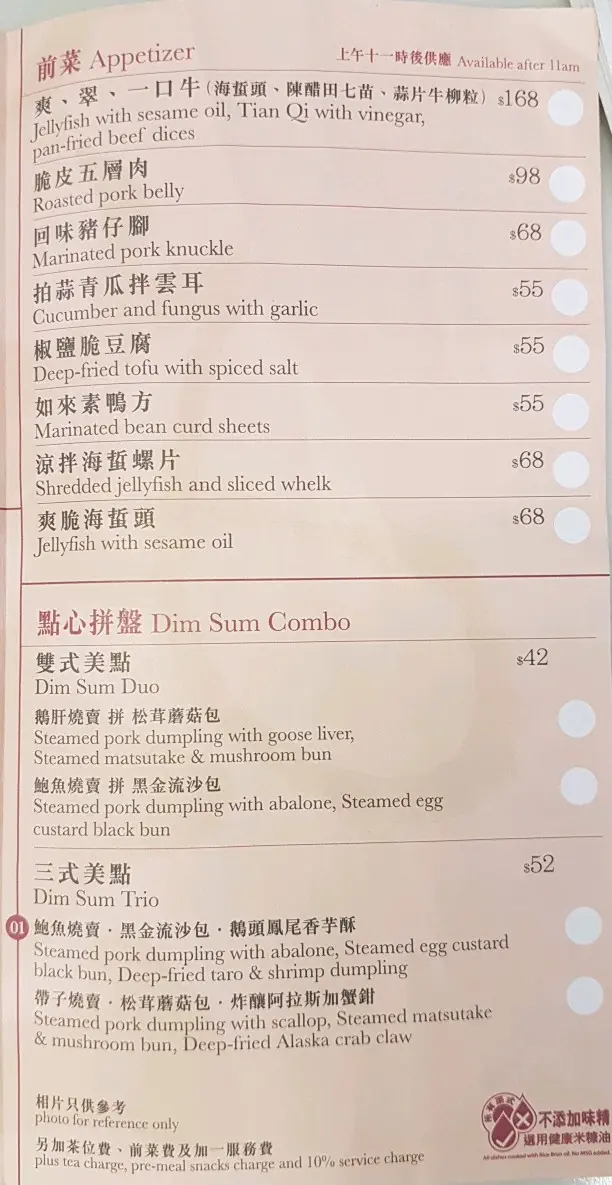 前菜 Appetizer
上午十一時後供應 Available after 11am
爽、翠、一口牛(海蜇頭、陳醋田七苗、蒜片牛柳粒) $168
Jellyfish with sesame oil, Tian Qi with vinegar,
pan-fried beef dices
脆皮五層肉 $98
Roasted pork belly
回味豬仔腳 $68
Marinated pork knuckle
拍蒜青瓜拌雲耳 $55
Cucumber and fungus with garlic
椒鹽脆豆腐 $55
Deep-fried tofu with spiced salt
如來素鴨方 $55
Marinated bean curd sheets
涼拌海蜇螺片 $68
Shredded jellyfish and sliced whelk
爽脆海蜇頭 $68
Jellyfish with sesame oil
點心拼盤 Dim Sum Combo
雙式美點 $42
Dim Sum Duo
鵝肝燒賣 拼 松茸蘑菇包
Steamed pork dumpling with goose liver,
Steamed matsutake & mushroom bun
鮑魚燒賣 拼 黑金流沙包
Steamed pork dumpling with abalone, Steamed egg
custard black bun
三式美點 $52
Dim Sum Trio
01 鮑魚燒賣·黑金流沙包·鵝頭鳳尾香芋酥
Steamed pork dumpling with abalone, Steamed egg custard
black bun, Deep-fried taro & shrimp dumpling
帶子燒賣·松茸蘑菇包·炸釀阿拉斯加蟹鉗
Steamed pork dumpling with scallop, Steamed matsutake
& mushroom bun, Deep-fried Alaska crab claw
相片只供參考
photo for reference only
另加茶位費、前菜費及加一服務費
plus tea charge, pre-meal snacks charge and 10% service charge
不添加味精
選用健康米糠油
All dishes cooked with Rice Bran oil. No MSG added.